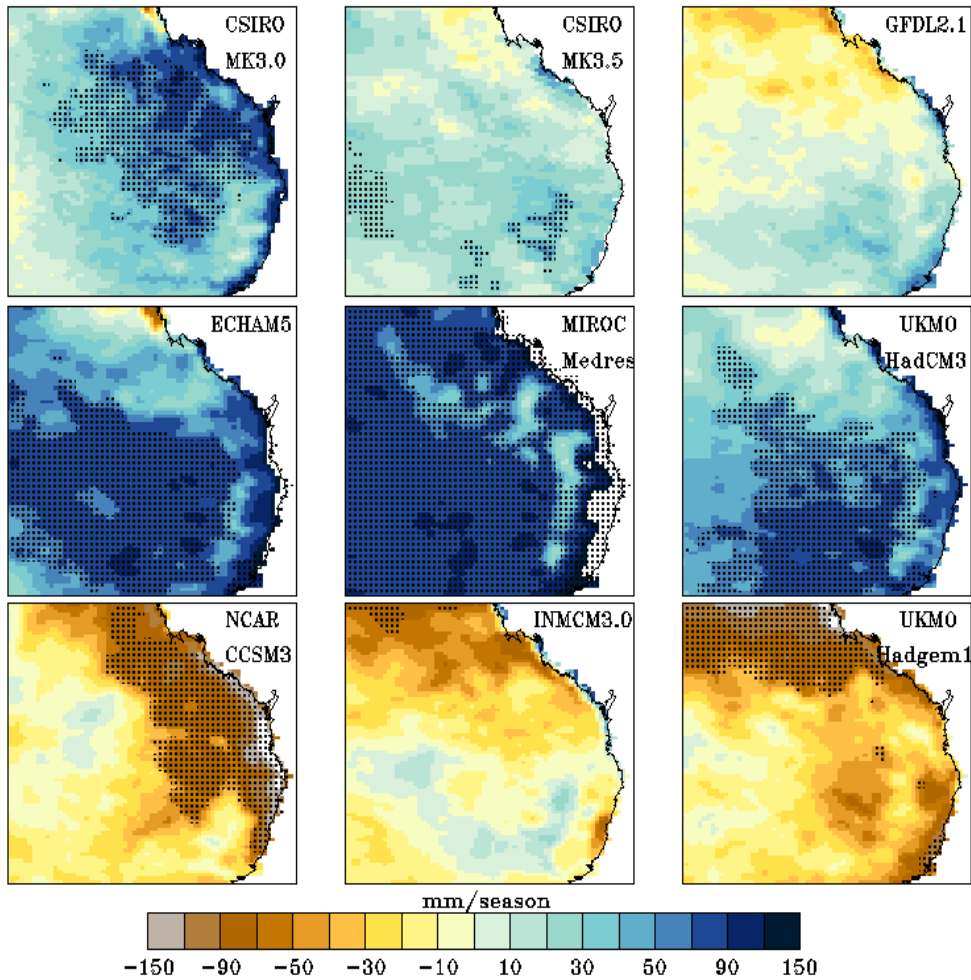 CSIRO
MK3.0
CSIRO
MK3.5
GFDL2.1
ECHAM5
MIROC
Medres
UKMO
HadCM3
NCAR
CCSM3
INMCM3.0
UKMO
Hadgem1
mm/season
-150 -90 -50 -30 -10 10 30 50 90 150